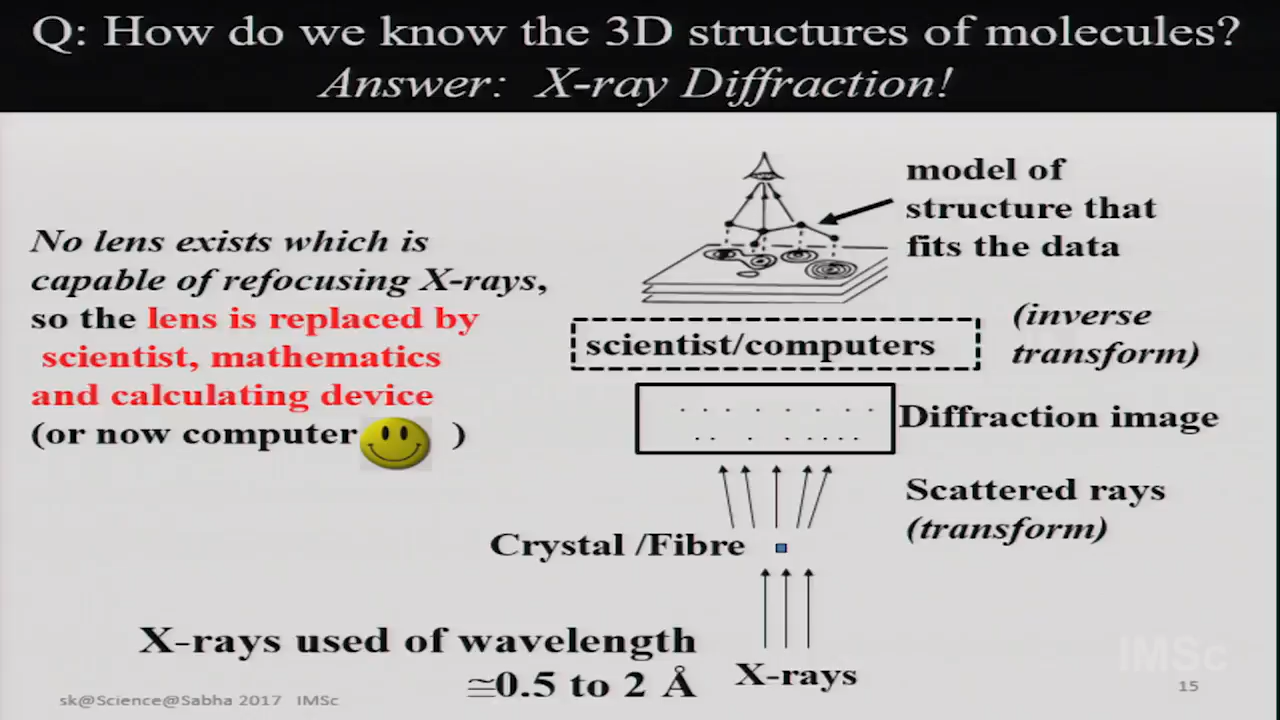 Q: How do we know the 3D structures of molecules?
Answer: X-ray Diffraction!
No lens exists which is
capable of refocusing X-rays,
so the lens is replaced by
scientist, mathematics
and calculating device
(or now computer )
model of
structure that
fits the data
(inverse
transform)
scientist/computers
Diffraction image
Scattered rays
(transform)
Crystal /Fibre
X-rays used of wavelength
≅0.5 to 2 Å
X-rays
IMSc
sk@Science@Sabha 2017 IMSc
15